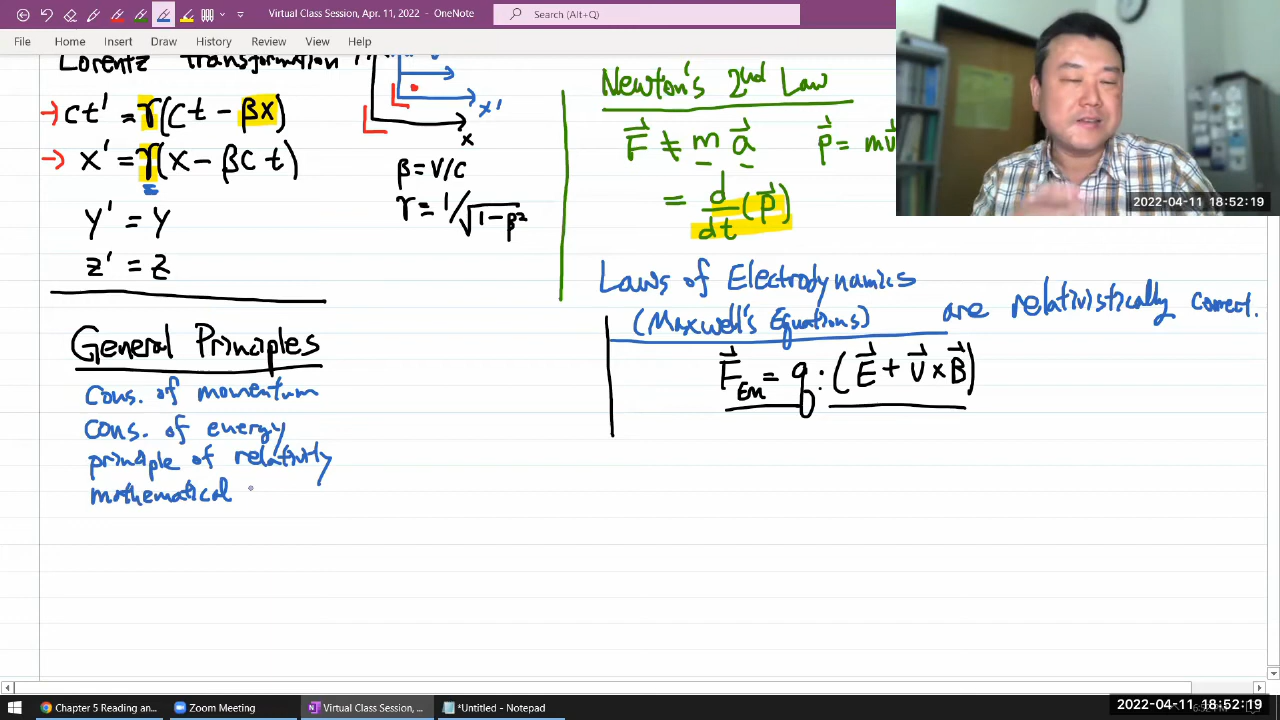 Virtual Class Session, Apr. 11, 2022 - OneNote
Search (Alt+Q)
File Home Insert Draw History Review View Help
Lorentz Transformation
ct' = γ(ct - βx)
x' = γ(x - βct)
y' = y
z' = z
x'
x
β = v/c
γ = 1/√1-β²
General Principles
Cons. of momentum
Cons. of energy
principle of relativity
mathematical
Newton's 2nd Law
F⃗ ≠ m a⃗ p⃗ = mv
= d/dt (p⃗)
Laws of Electrodynamics
(Maxwell's Equations) are relativistically correct.
F⃗EM = q · (E⃗ + v⃗ × B⃗)
2022-04-11 18:52:19
Chapter 5 Reading an...
Zoom Meeting
Virtual Class Session...
*Untitled - Notepad
2022-04-11 18:52:19